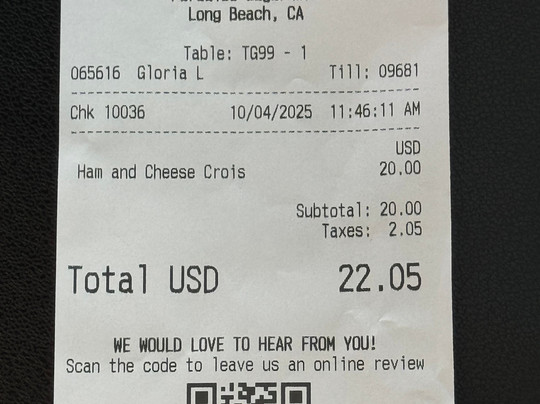 Long Beach, CA
Table: TG99 - 1
065616 Gloria L Till: 09681
Chk 10036 10/04/2025 11:46:11 AM
USD
Ham and Cheese Crois 20.00
Subtotal: 20.00
Taxes: 2.05
Total USD 22.05
WE WOULD LOVE TO HEAR FROM YOU!
Scan the code to leave us an online review